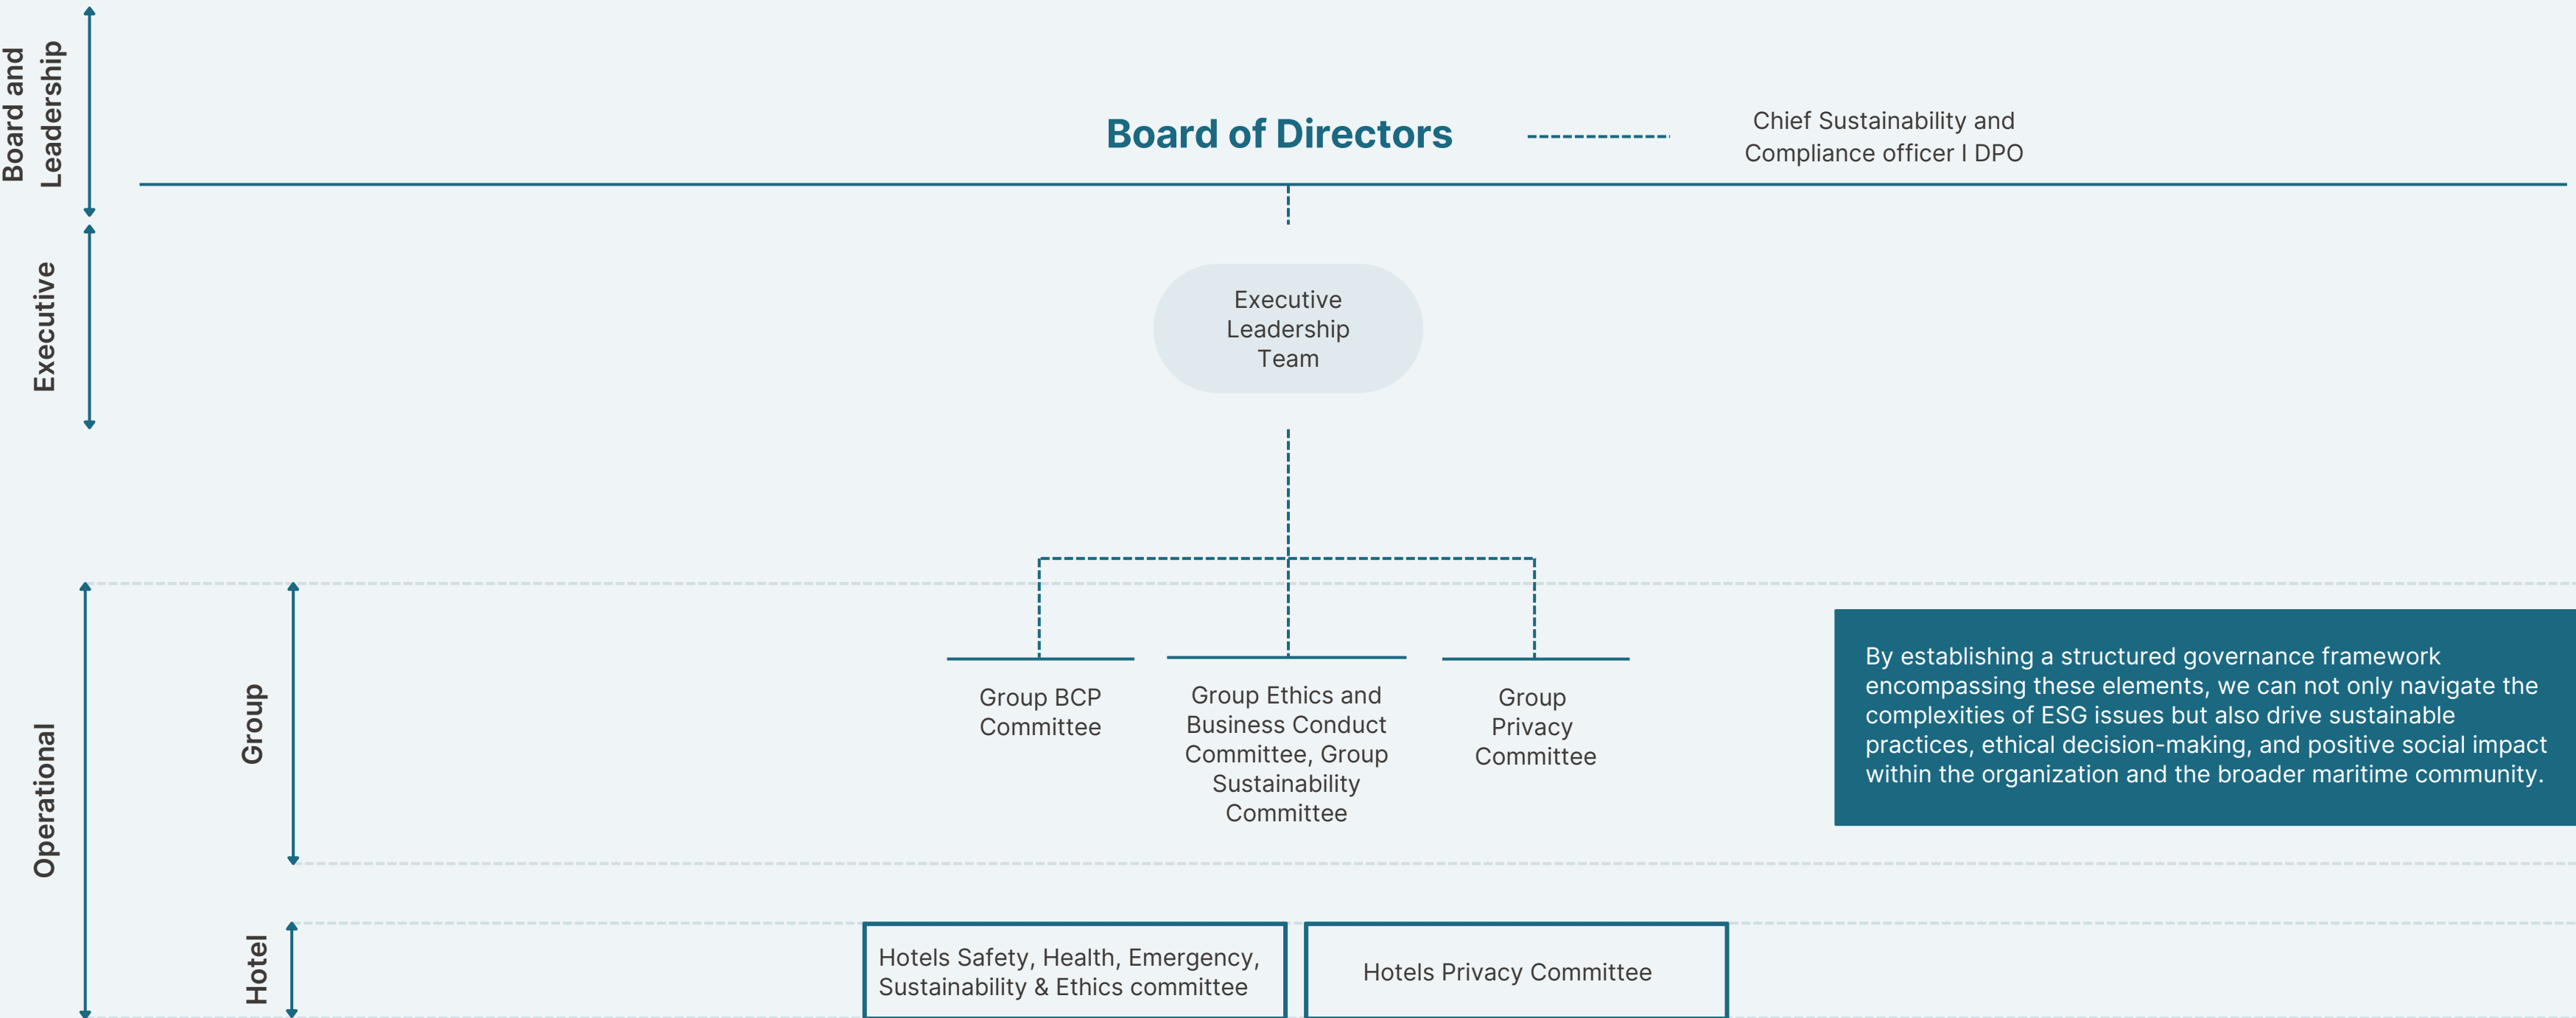 Board and
Leadership
Board of Directors
Chief Sustainability and
Compliance officer I DPO
Executive
Executive
Leadership
Team
Operational
Group
Group BCP
Committee
Group Ethics and
Business Conduct
Committee, Group
Sustainability
Committee
Group
Privacy
Committee
By establishing a structured governance framework
encompassing these elements, we can not only navigate the
complexities of ESG issues but also drive sustainable
practices, ethical decision-making, and positive social impact
within the organization and the broader maritime community.
Hotel
Hotels Safety, Health, Emergency,
Sustainability & Ethics committee
Hotels Privacy Committee